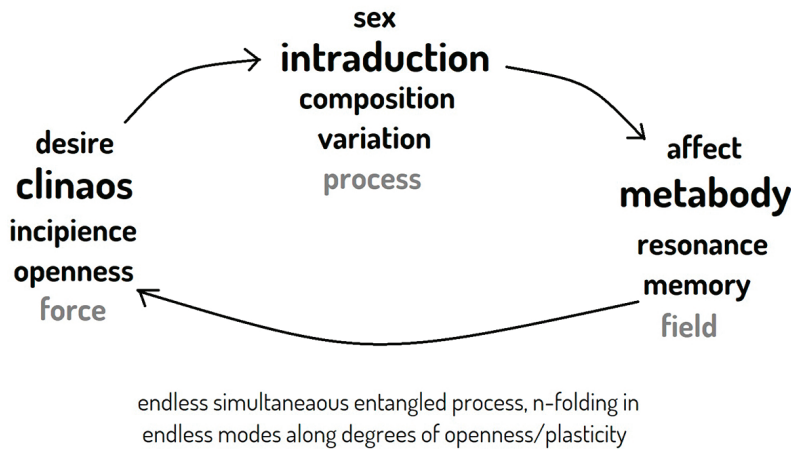 sex
intraduction
composition
variation
process
desire
clinaos
incipience
openness
force
affect
metabody
resonance
memory
field
endless simultaneaous entangled process, n-folding in
endless modes along degrees of openness/plasticity